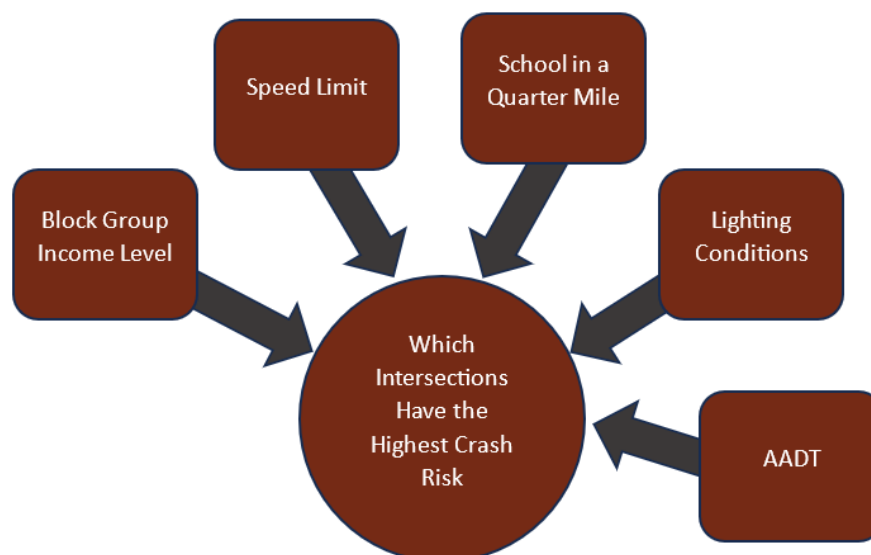 Speed Limit
School in a
Quarter Mile
Block Group
Income Level
Lighting
Conditions
Which
Intersections
Have the
Highest Crash
Risk
AADT